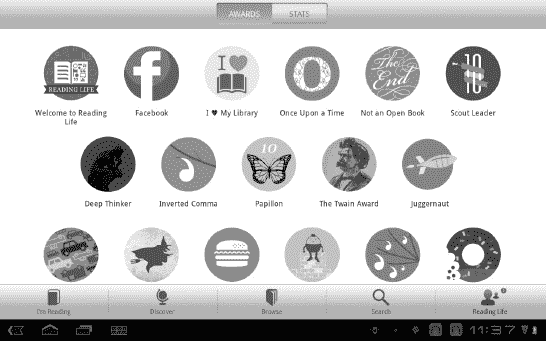 AWARDS STATS
READING LIFE
f
I ♥
O
The
End
10
Welcome to Reading
Life
Facebook
I ♥ My Library
Once Upon a Time
Not an Open Book
Scout Leader
10
Deep Thinker
Inverted Comma
Papillon
The Twain Award
Juggernaut
I'm Reading
Discover
Browse
Search
Reading Life
11:37